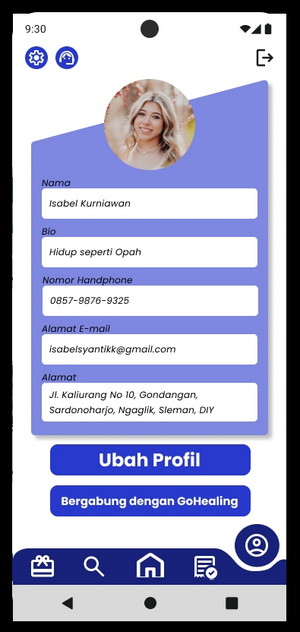 9:30
Nama
Isabel Kurniawan
Bio
Hidup seperti Opah
Nomor Handphone
0857-9876-9325
Alamat E-mail
isabelsyantikk@gmail.com
Alamat
Jl. Kaliurang No 10, Gondangan,
Sardonoharjo, Ngaglik, Sleman, DIY
Ubah Profil
Bergabung dengan GoHealing